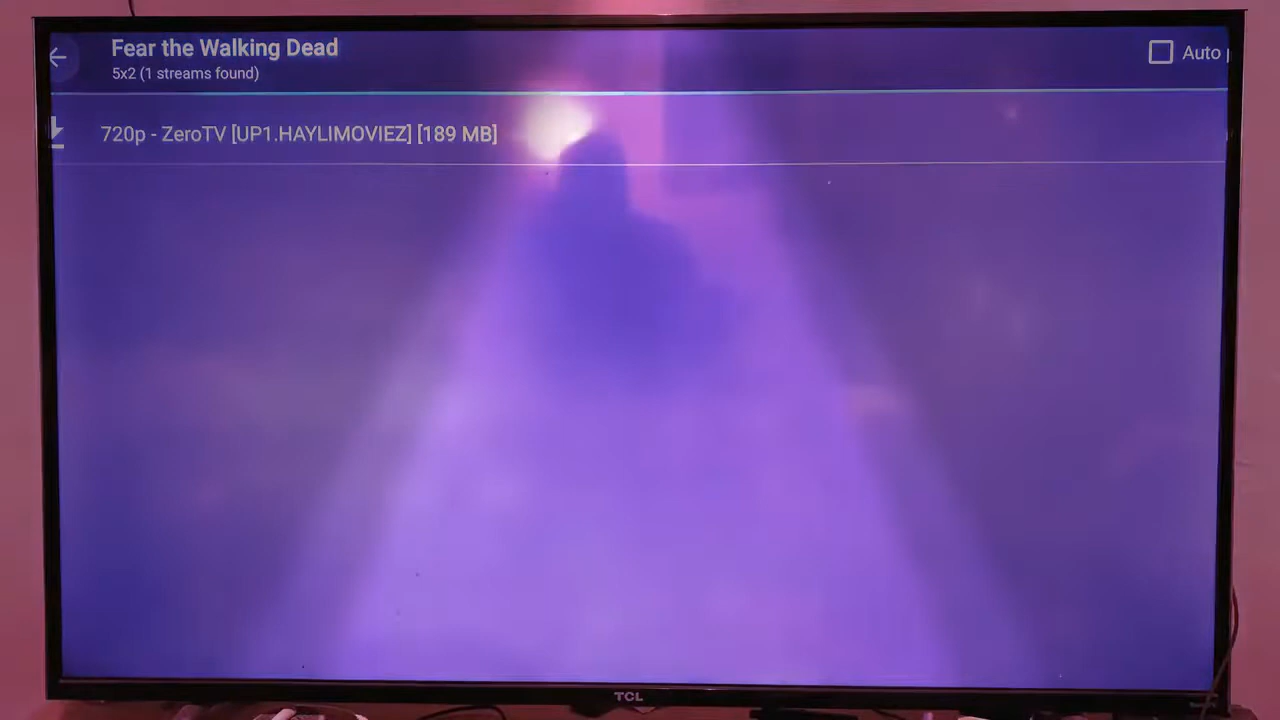 Fear the Walking Dead
5x2 (1 streams found)
Auto
720p - ZeroTV [UP1.HAYLIMOVIEZ] [189 MB]
TCL